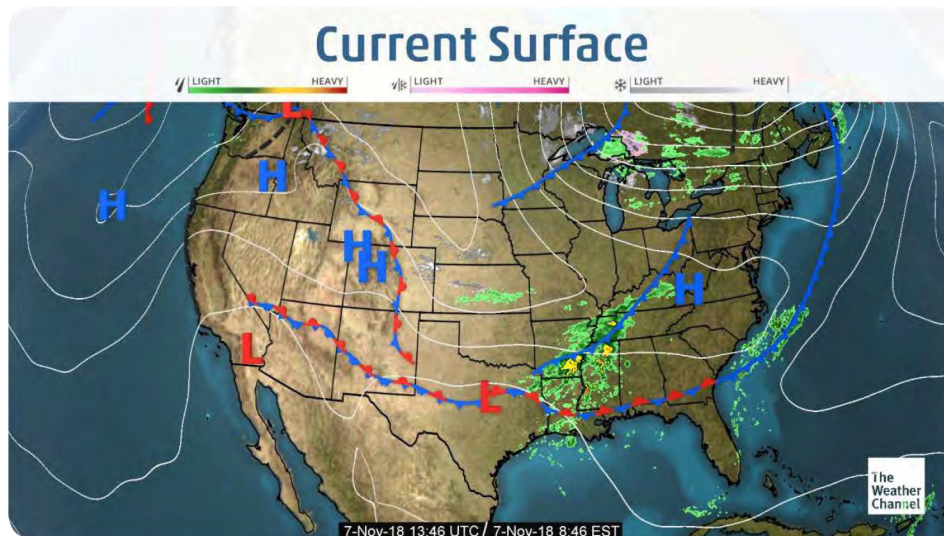 Current Surface
LIGHT HEAVY LIGHT HEAVY LIGHT HEAVY
L
H
H
H
H
H
L
L
The
Weather
Channel
7-Nov-18 13:46 UTC / 7-Nov-18 8:46 EST